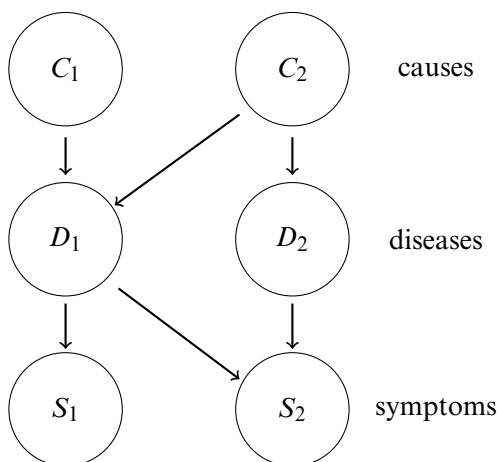 C₁ C₂ causes
D₁ D₂ diseases
S₁ S₂ symptoms